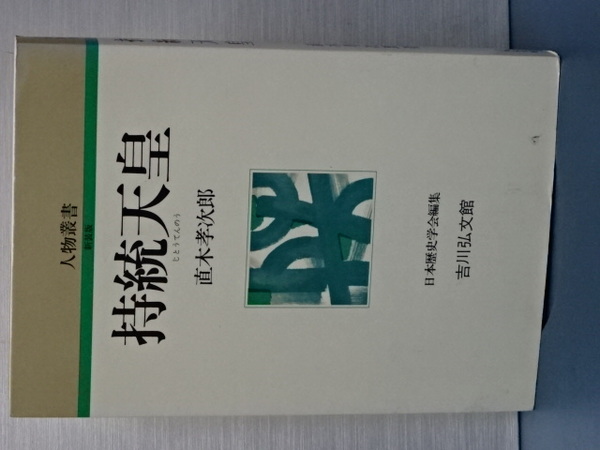 人物叢書
新装版
持統天皇
じとうてんのう
直木孝次郎
日本歴史学会編集
吉川弘文館